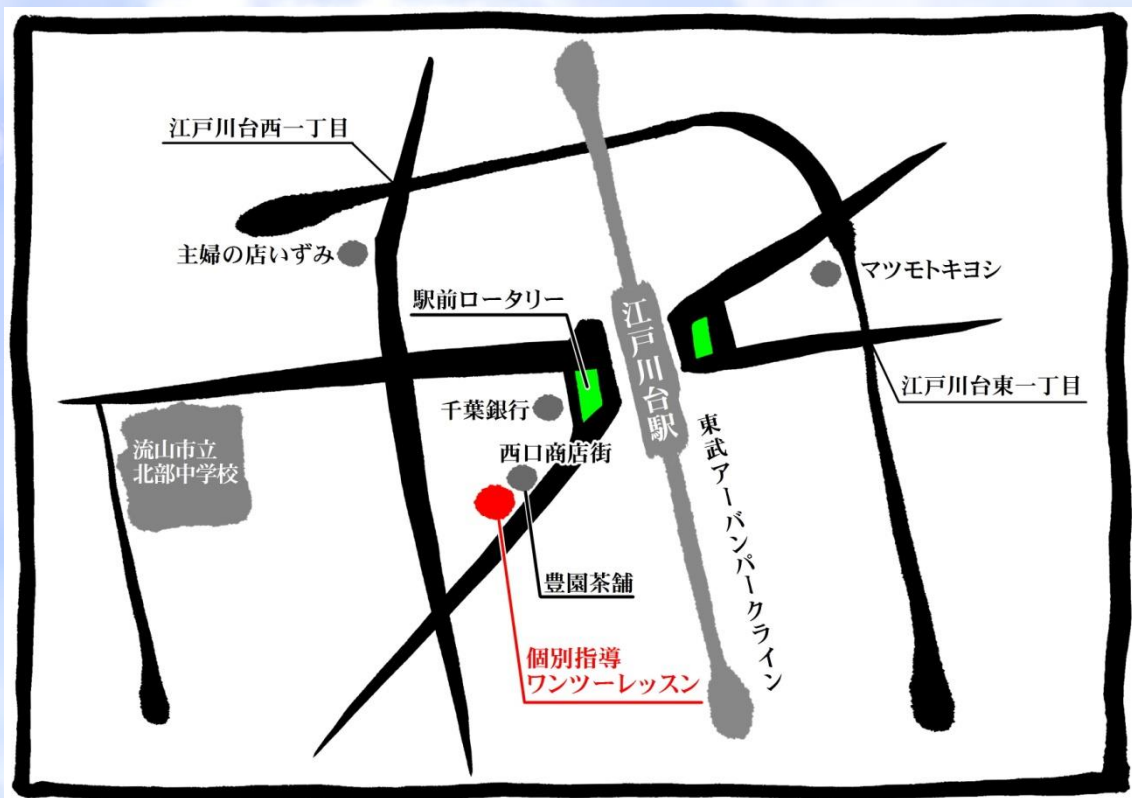 江戸川台西一丁目
主婦の店いずみ
マツモトキヨシ
駅前ロータリー
江戸川台駅
江戸川台東一丁目
千葉銀行
東武アーバンパークライン
流山市立
北部中学校
西口商店街
豊園茶舗
個別指導
ワンツーレッスン